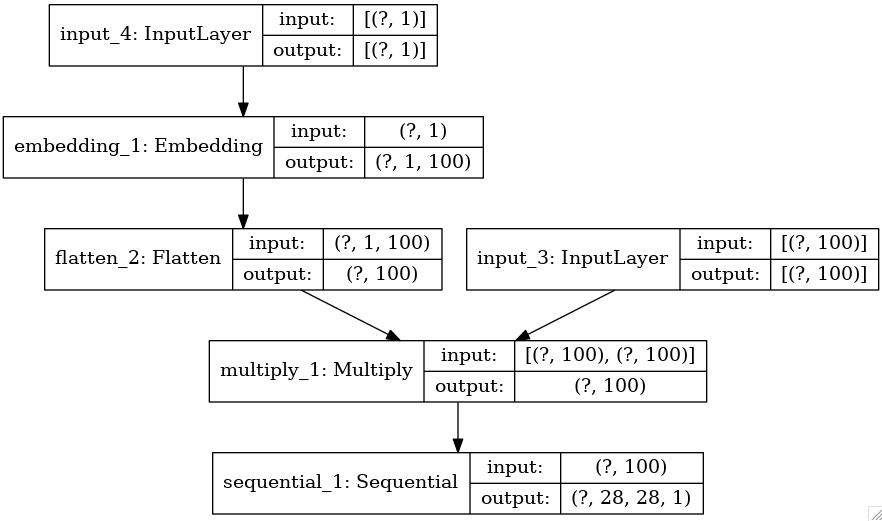 input_4: InputLayer
input:
[(?, 1)]
output:
[(?, 1)]
embedding_1: Embedding
input:
(?, 1)
output:
(?, 1, 100)
flatten_2: Flatten
input:
(?, 1, 100)
output:
(?, 100)
input_3: InputLayer
input:
[(?, 100)]
output:
[(?, 100)]
multiply_1: Multiply
input:
[(?, 100), (?, 100)]
output:
(?, 100)
sequential_1: Sequential
input:
(?, 100)
output:
(?, 28, 28, 1)